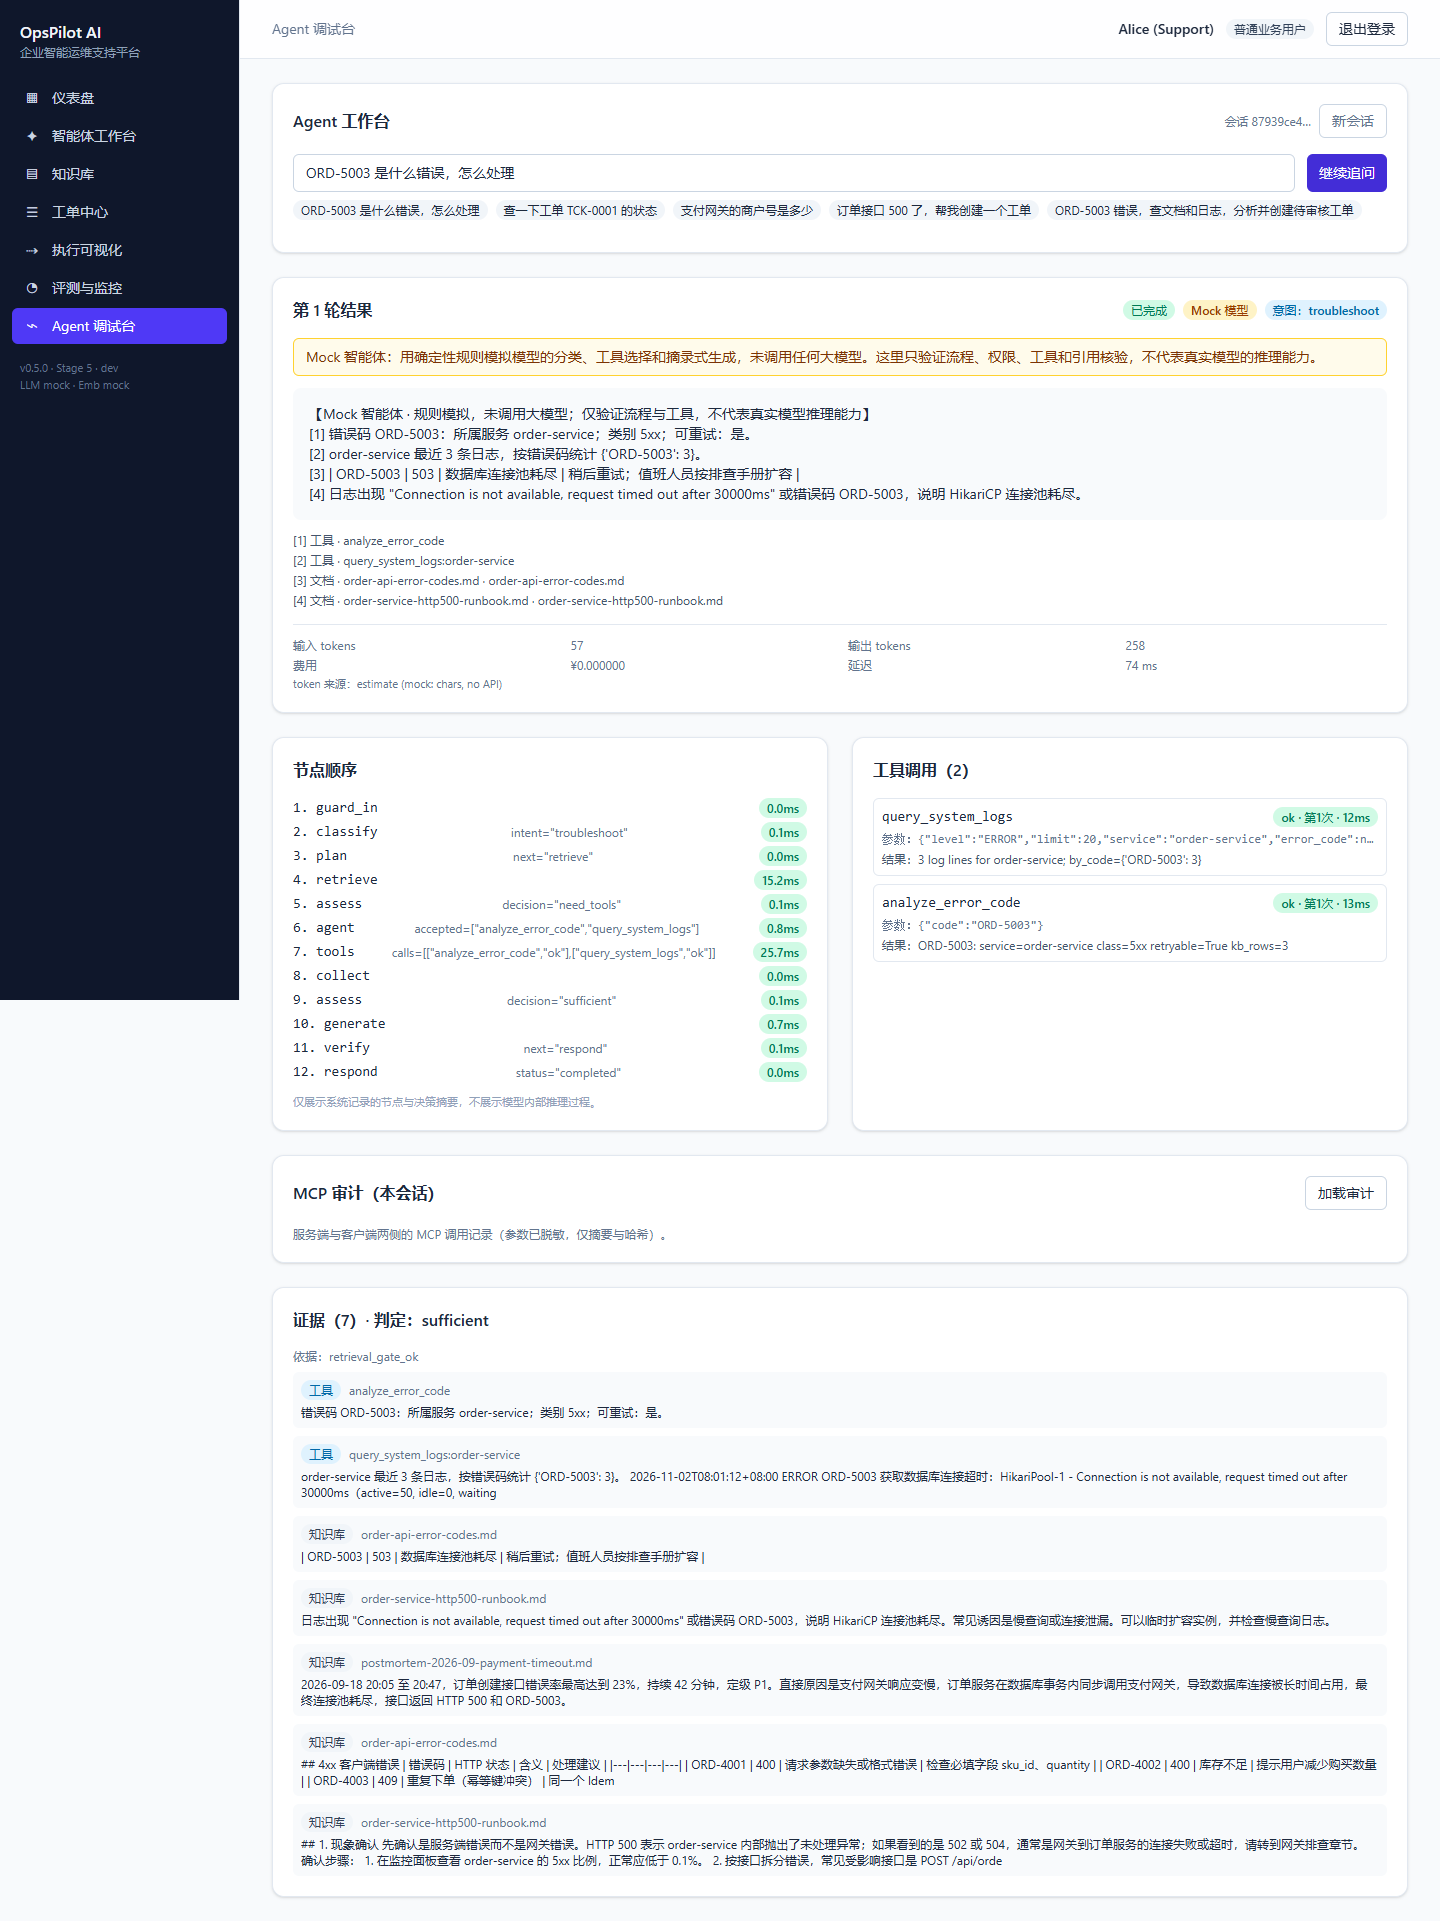 OpsPilot AI
企业智能运维支持平台
仪表盘
智能体工作台
知识库
工单中心
执行可视化
评测与监控
Agent 调试台
v0.5.0 · Stage 5 · dev
LLM mock · Emb mock
Agent 调试台
Alice (Support) 普通业务用户 退出登录
Agent 工作台
会话 87939ce4... 新会话
ORD-5003 是什么错误，怎么处理 继续追问
ORD-5003 是什么错误，怎么处理 查一下工单 TCK-0001 的状态 支付网关的商户号是多少 订单接口 500 了，帮我创建一个工单 ORD-5003 错误，查文档和日志，分析并创建待审核工单
第 1 轮结果
已完成 Mock 模型 意图：troubleshoot
Mock 智能体：用确定性规则模拟模型的分类、工具选择和摘录式生成，未调用任何大模型。这里只验证流程、权限、工具和引用核验，不代表真实模型的推理能力。
【Mock 智能体 · 规则模拟，未调用大模型；仅验证流程与工具，不代表真实模型推理能力】
[1] 错误码 ORD-5003：所属服务 order-service；类别 5xx；可重试：是。
[2] order-service 最近 3 条日志，按错误码统计 {'ORD-5003': 3}。
[3] | ORD-5003 | 503 | 数据库连接池耗尽 | 稍后重试；值班人员按排查手册扩容 |
[4] 日志出现 "Connection is not available, request timed out after 30000ms" 或错误码 ORD-5003，说明 HikariCP 连接池耗尽。
[1] 工具 · analyze_error_code
[2] 工具 · query_system_logs:order-service
[3] 文档 · order-api-error-codes.md · order-api-error-codes.md
[4] 文档 · order-service-http500-runbook.md · order-service-http500-runbook.md
输入 tokens 57 输出 tokens 258
费用 ¥0.000000 延迟 74 ms
token 来源：estimate (mock: chars, no API)
节点顺序
1. guard_in 0.0ms
2. classify intent="troubleshoot" 0.1ms
3. plan next="retrieve" 0.0ms
4. retrieve 15.2ms
5. assess decision="need_tools" 0.1ms
6. agent accepted=["analyze_error_code","query_system_logs"] 0.8ms
7. tools calls=[["analyze_error_code","ok"],["query_system_logs","ok"]] 25.7ms
8. collect 0.0ms
9. assess decision="sufficient" 0.1ms
10. generate 0.7ms
11. verify next="respond" 0.1ms
12. respond status="completed" 0.0ms
仅展示系统记录的节点与决策摘要，不展示模型内部推理过程。
工具调用（2）
query_system_logs ok · 第1次 · 12ms
参数：{"level":"ERROR","limit":20,"service":"order-service","error_code":n…
结果：3 log lines for order-service; by_code={'ORD-5003': 3}
analyze_error_code ok · 第1次 · 13ms
参数：{"code":"ORD-5003"}
结果：ORD-5003: service=order-service class=5xx retryable=True kb_rows=3
MCP 审计（本会话）
加载审计
服务端与客户端两侧的 MCP 调用记录（参数已脱敏，仅摘要与哈希）。
证据（7）· 判定：sufficient
依据：retrieval_gate_ok
工具 analyze_error_code
错误码 ORD-5003：所属服务 order-service；类别 5xx；可重试：是。
工具 query_system_logs:order-service
order-service 最近 3 条日志，按错误码统计 {'ORD-5003': 3}。 2026-11-02T08:01:12+08:00 ERROR ORD-5003 获取数据库连接超时：HikariPool-1 - Connection is not available, request timed out after
30000ms（active=50, idle=0, waiting
知识库 order-api-error-codes.md
| ORD-5003 | 503 | 数据库连接池耗尽 | 稍后重试；值班人员按排查手册扩容 |
知识库 order-service-http500-runbook.md
日志出现 "Connection is not available, request timed out after 30000ms" 或错误码 ORD-5003，说明 HikariCP 连接池耗尽。常见诱因是慢查询或连接泄漏。可以临时扩容实例，并检查慢查询日志。
知识库 postmortem-2026-09-payment-timeout.md
2026-09-18 20:05 至 20:47，订单创建接口错误率最高达到 23%，持续 42 分钟，定级 P1。直接原因是支付网关响应变慢，订单服务在数据库事务内同步调用支付网关，导致数据库连接被长时间占用，最
终连接池耗尽，接口返回 HTTP 500 和 ORD-5003。
知识库 order-api-error-codes.md
## 4xx 客户端错误 | 错误码 | HTTP 状态 | 含义 | 处理建议 | |---|---|---|---| | ORD-4001 | 400 | 请求参数缺失或格式错误 | 检查必填字段 sku_id、quantity | | ORD-4002 | 400 | 库存不足 | 提示用户减少购买数量
| | ORD-4003 | 409 | 重复下单（幂等键冲突） | 同一个 Idem
知识库 order-service-http500-runbook.md
## 1. 现象确认 先确认是服务端错误而不是网关错误。HTTP 500 表示 order-service 内部抛出了未处理异常；如果看到的是 502 或 504，通常是网关到订单服务的连接失败或超时，请转到网关排查章节。
确认步骤： 1. 在监控面板查看 order-service 的 5xx 比例，正常应低于 0.1%。 2. 按接口拆分错误，常见受影响接口是 POST /api/orde